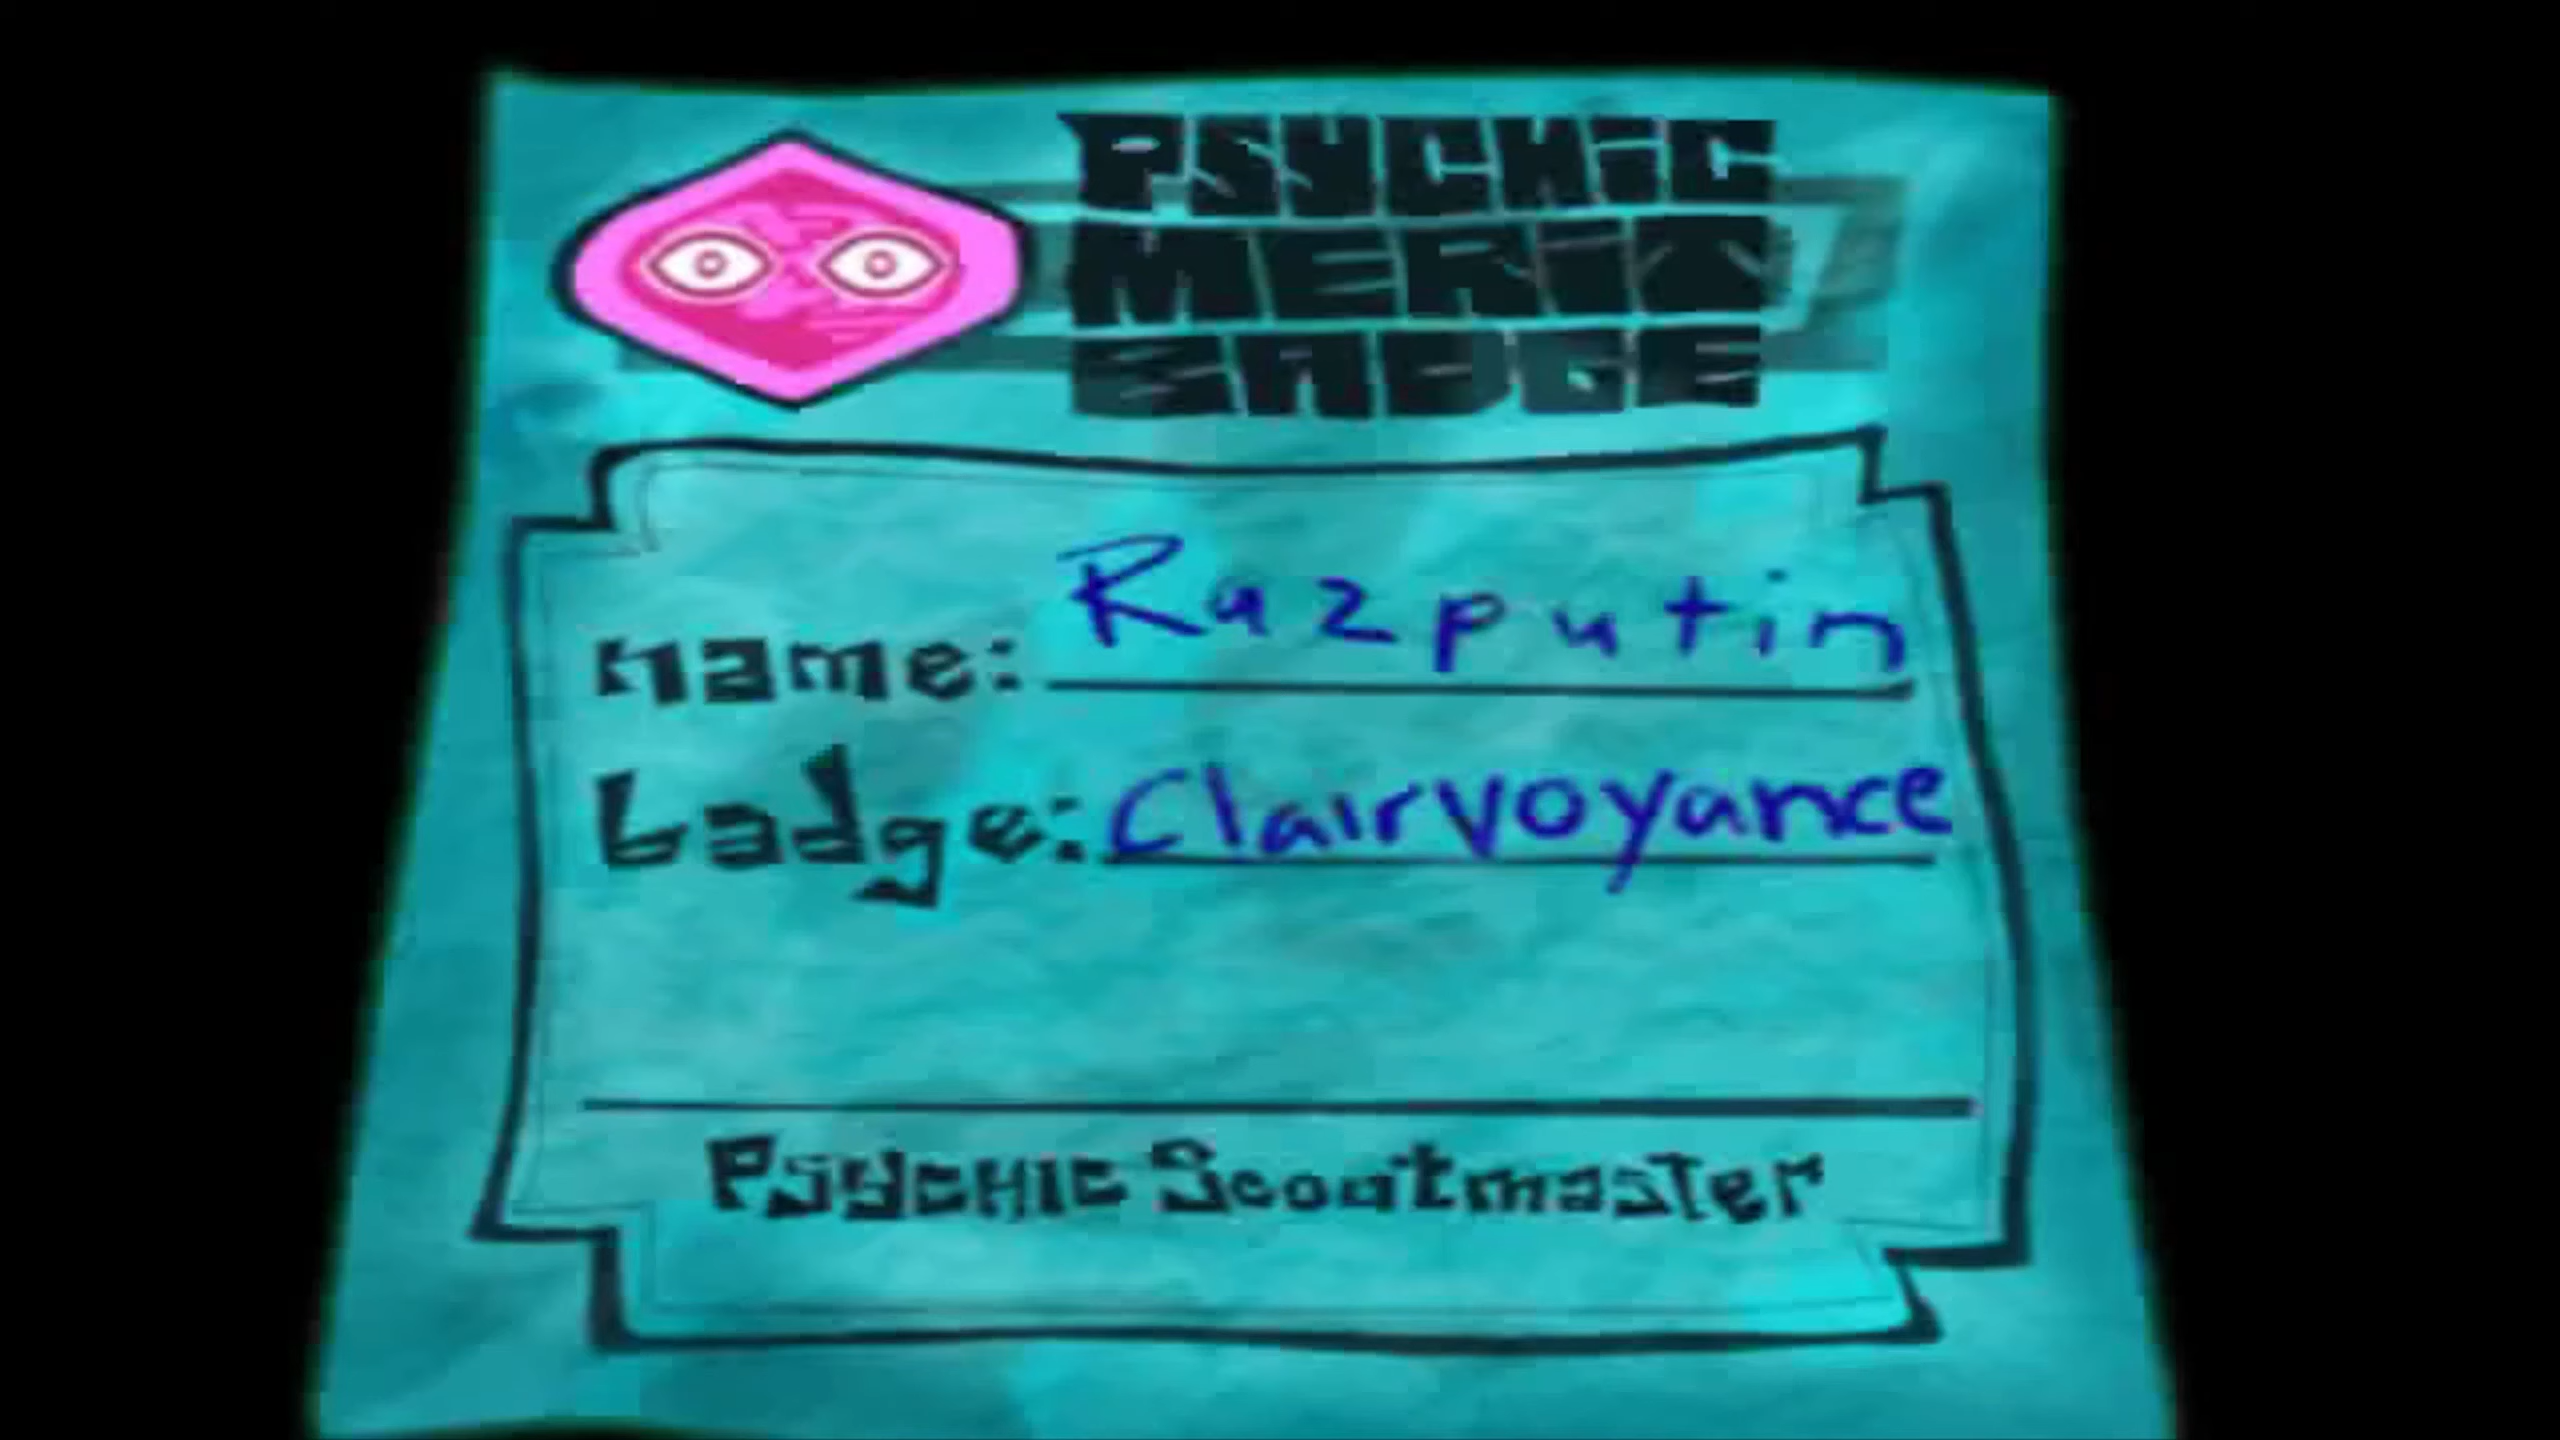 PSYCHIC
MERIT
BADGE
name: Razputin
badge: Clairvoyance
Psychic Scoutmaster